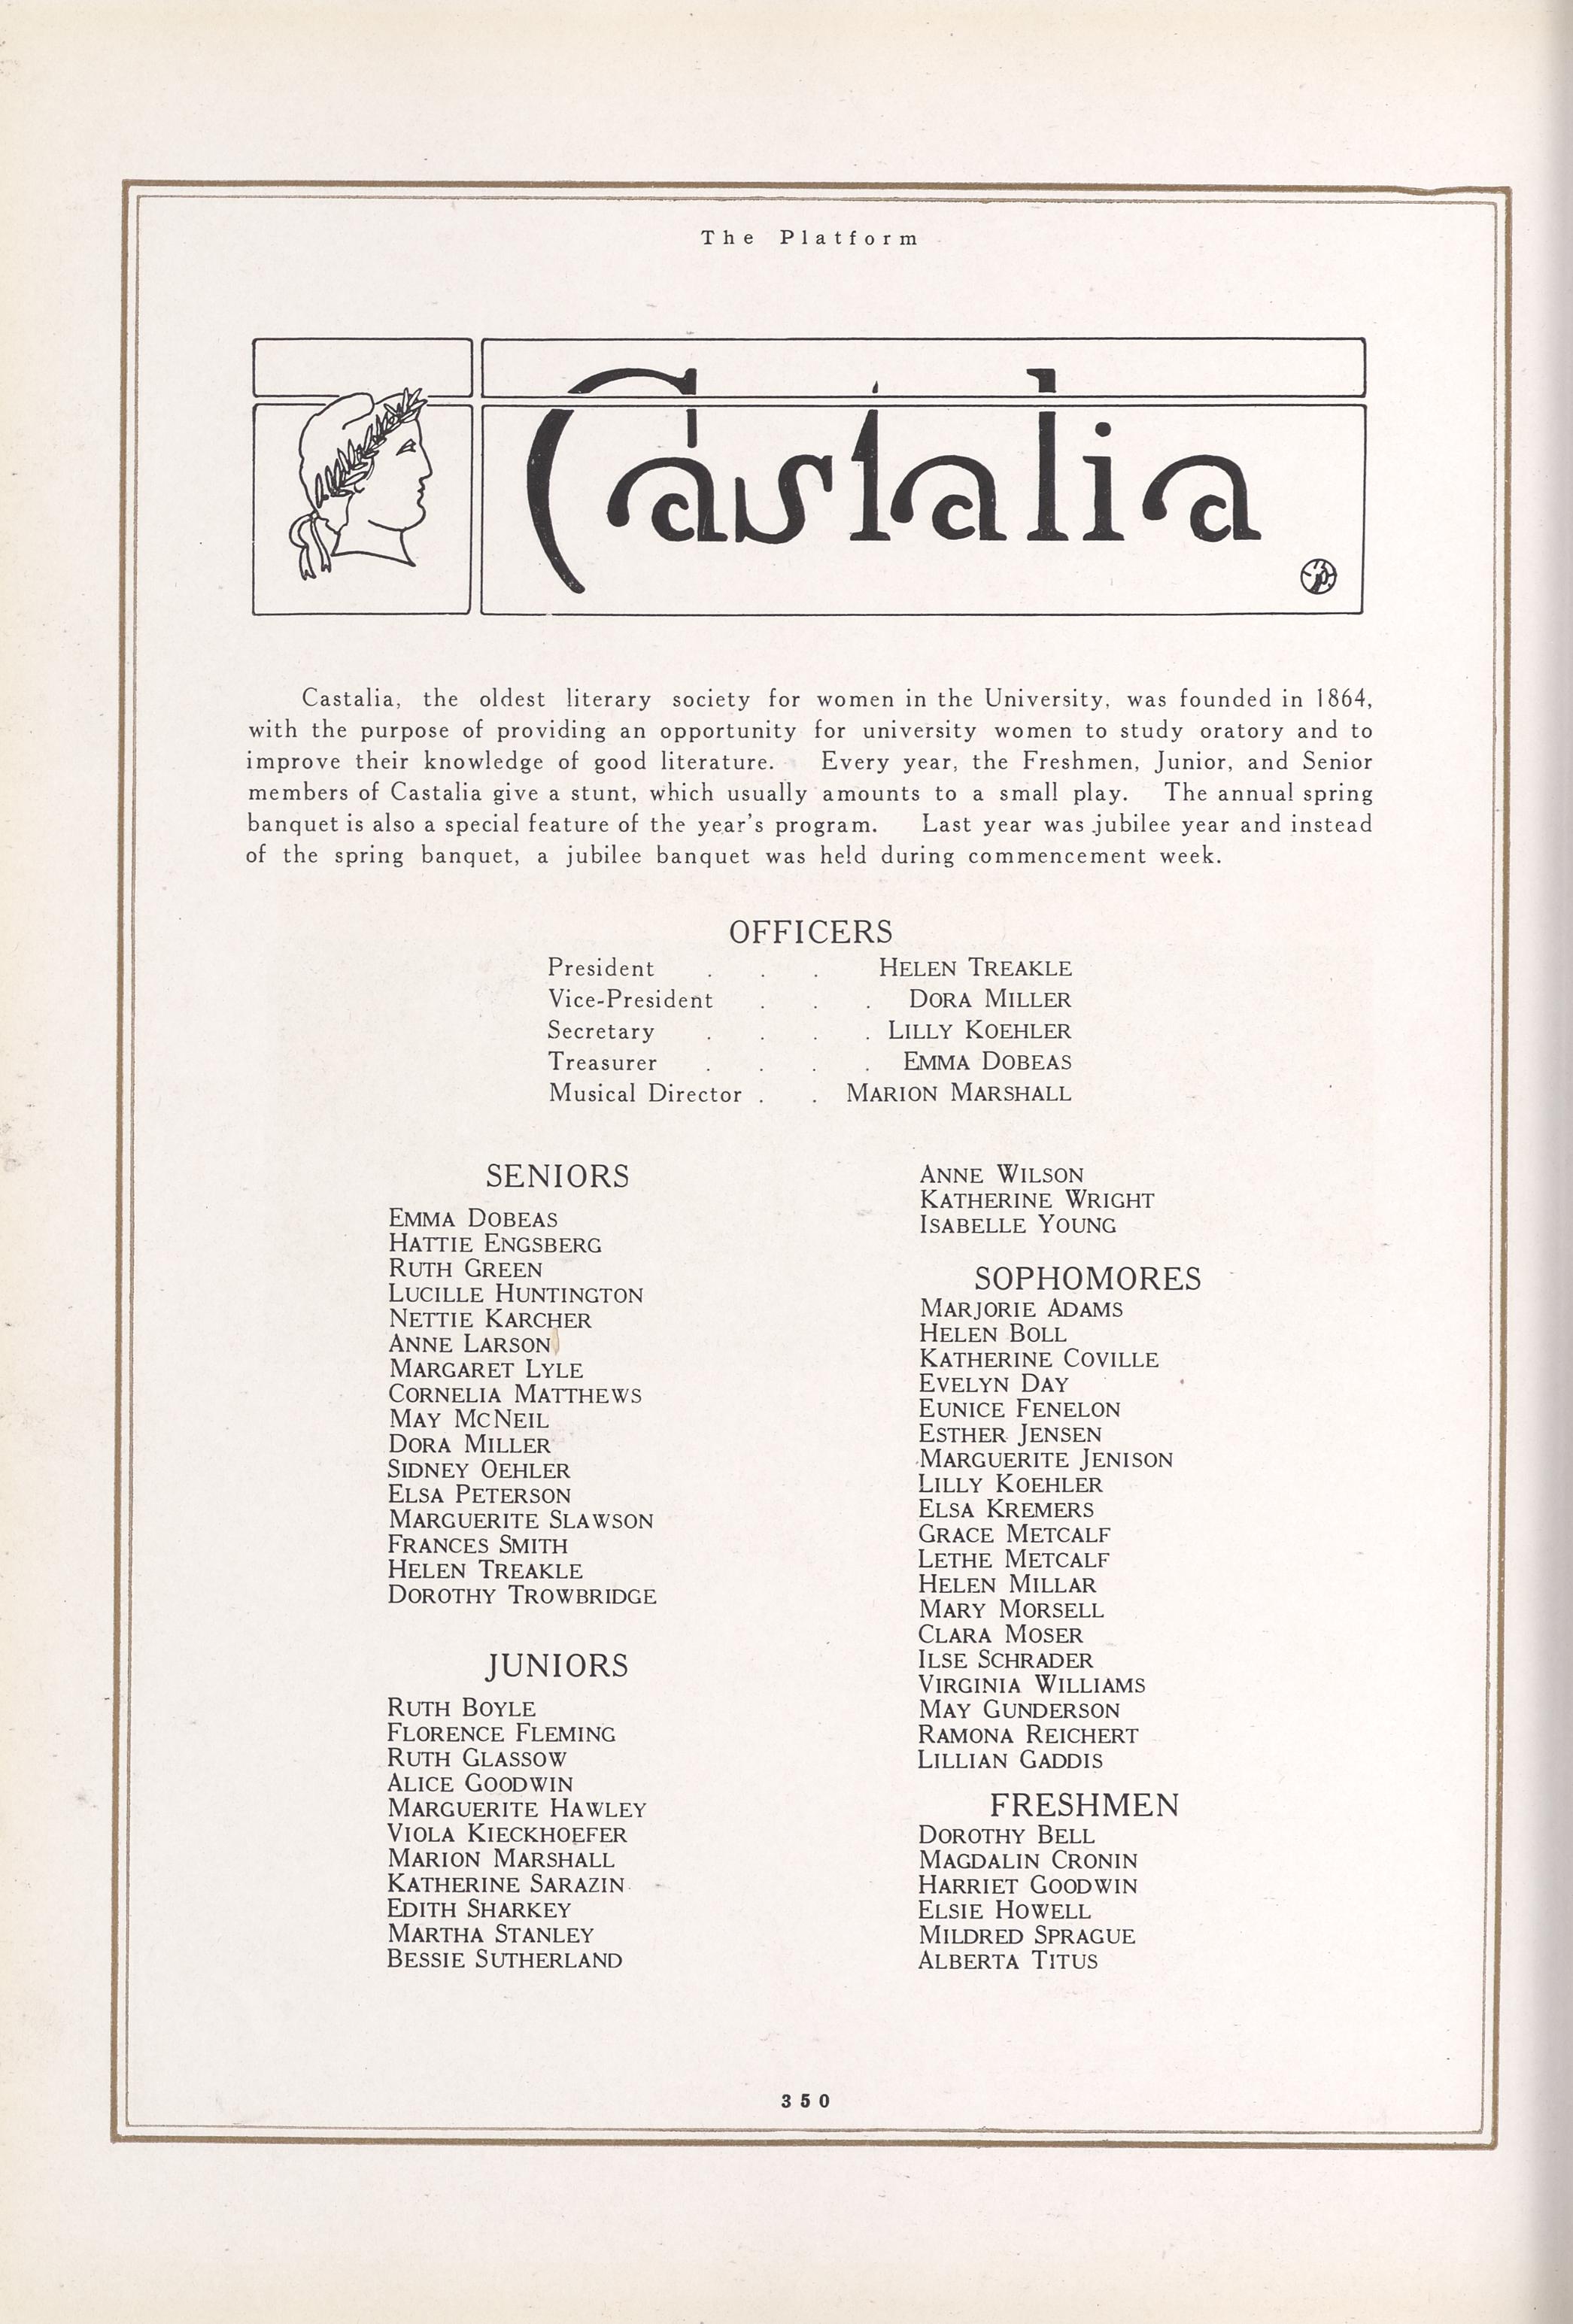 The Platform
Castalia
Castalia, the oldest literary society for women in the University, was founded in 1864,
with the purpose of providing an opportunity for university women to study oratory and to
improve their knowledge of good literature. Every year, the Freshmen, Junior, and Senior
members of Castalia give a stunt, which usually amounts to a small play. The annual spring
banquet is also a special feature of the year's program. Last year was jubilee year and instead
of the spring banquet, a jubilee banquet was held during commencement week.
OFFICERS
President . . . HELEN TREAKLE
Vice-President . . . DORA MILLER
Secretary . . . . LILLY KOEHLER
Treasurer . . . . EMMA DOBEAS
Musical Director . . MARION MARSHALL
SENIORS
EMMA DOBEAS
HATTIE ENGSBERG
RUTH GREEN
LUCILLE HUNTINGTON
NETTIE KARCHER
ANNE LARSON
MARGARET LYLE
CORNELIA MATTHEWS
MAY MCNEIL
DORA MILLER
SIDNEY OEHLER
ELSA PETERSON
MARGUERITE SLAWSON
FRANCES SMITH
HELEN TREAKLE
DOROTHY TROWBRIDGE
JUNIORS
RUTH BOYLE
FLORENCE FLEMING
RUTH GLASSOW
ALICE GOODWIN
MARGUERITE HAWLEY
VIOLA KIECKHOEFER
MARION MARSHALL
KATHERINE SARAZIN
EDITH SHARKEY
MARTHA STANLEY
BESSIE SUTHERLAND
ANNE WILSON
KATHERINE WRIGHT
ISABELLE YOUNG
SOPHOMORES
MARJORIE ADAMS
HELEN BOLL
KATHERINE COVILLE
EVELYN DAY
EUNICE FENELON
ESTHER JENSEN
MARGUERITE JENISON
LILLY KOEHLER
ELSA KREMERS
GRACE METCALF
LETHE METCALF
HELEN MILLAR
MARY MORSELL
CLARA MOSER
ILSE SCHRADER
VIRGINIA WILLIAMS
MAY GUNDERSON
RAMONA REICHERT
LILLIAN GADDIS
FRESHMEN
DOROTHY BELL
MAGDALIN CRONIN
HARRIET GOODWIN
ELSIE HOWELL
MILDRED SPRAGUE
ALBERTA TITUS
350